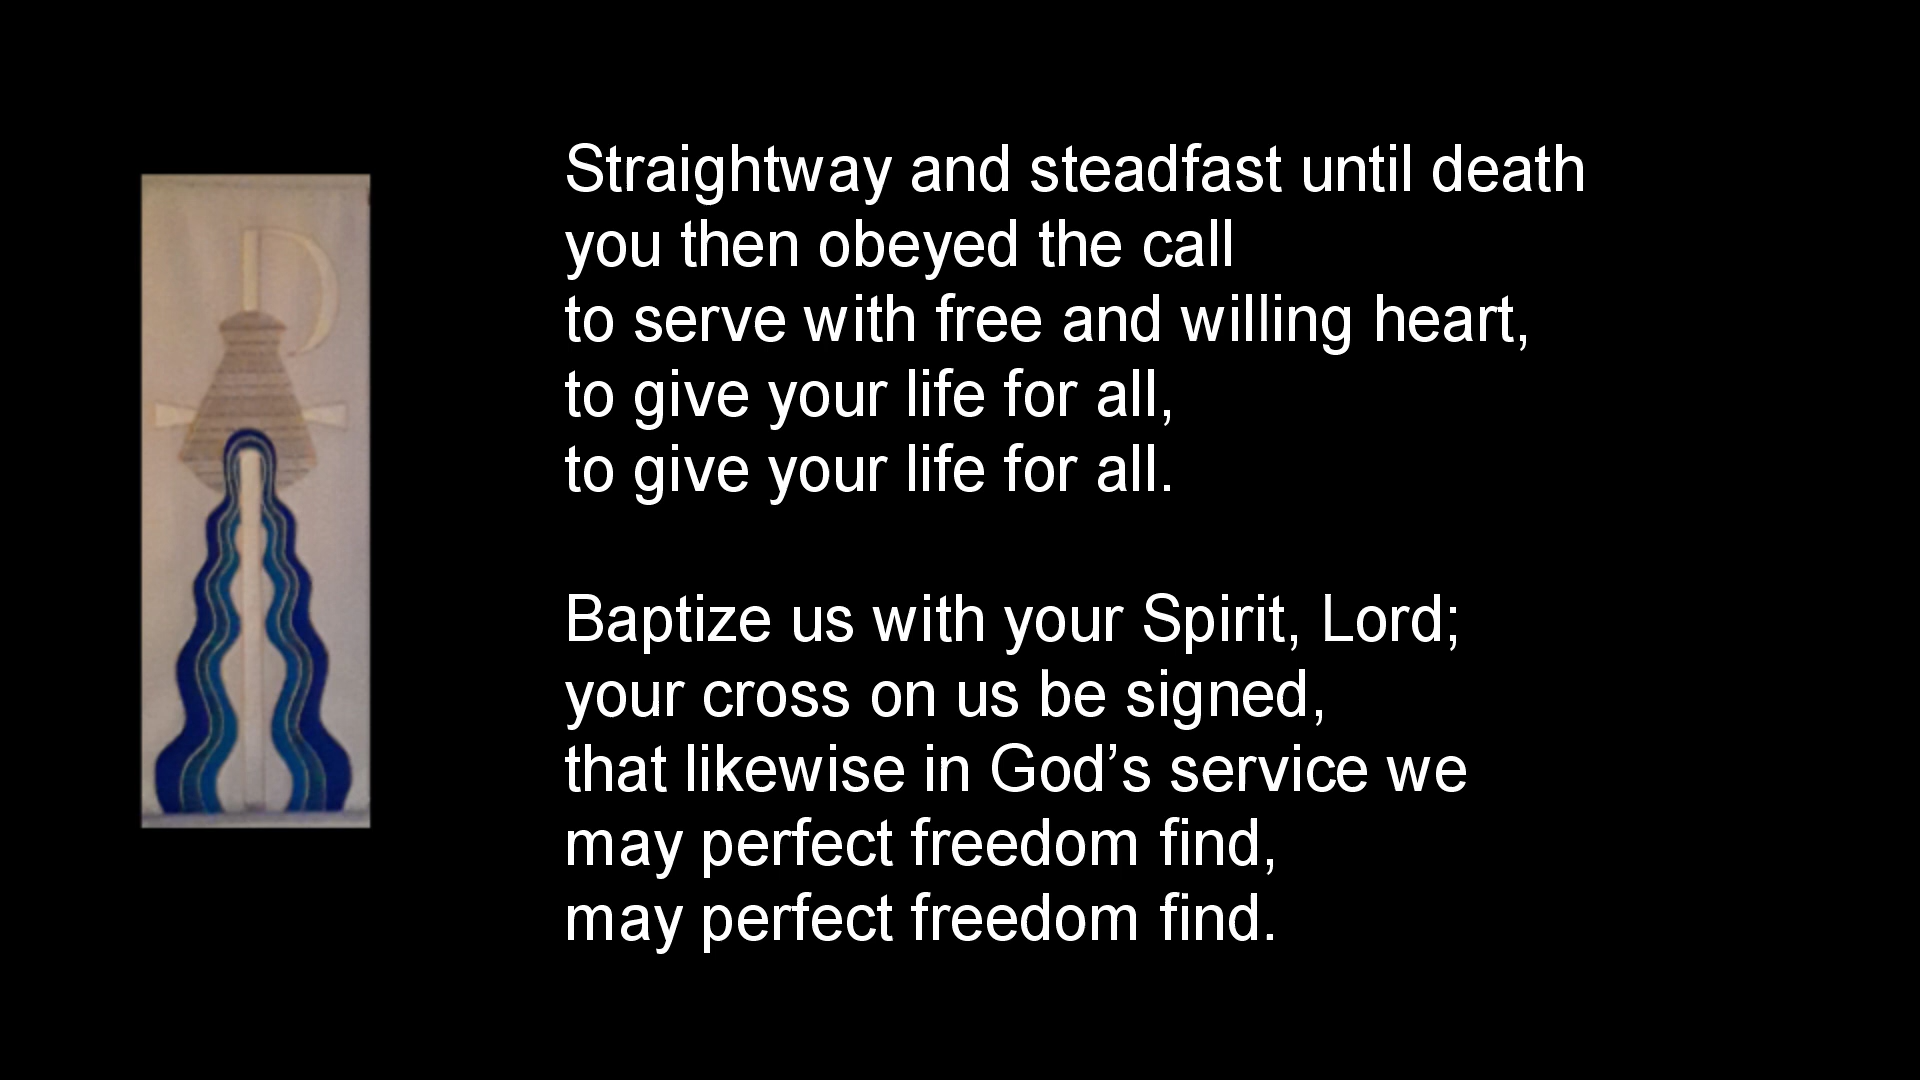 Straightway and steadfast until death
you then obeyed the call
to serve with free and willing heart,
to give your life for all,
to give your life for all.
Baptize us with your Spirit, Lord;
your cross on us be signed,
that likewise in God’s service we
may perfect freedom find,
may perfect freedom find.